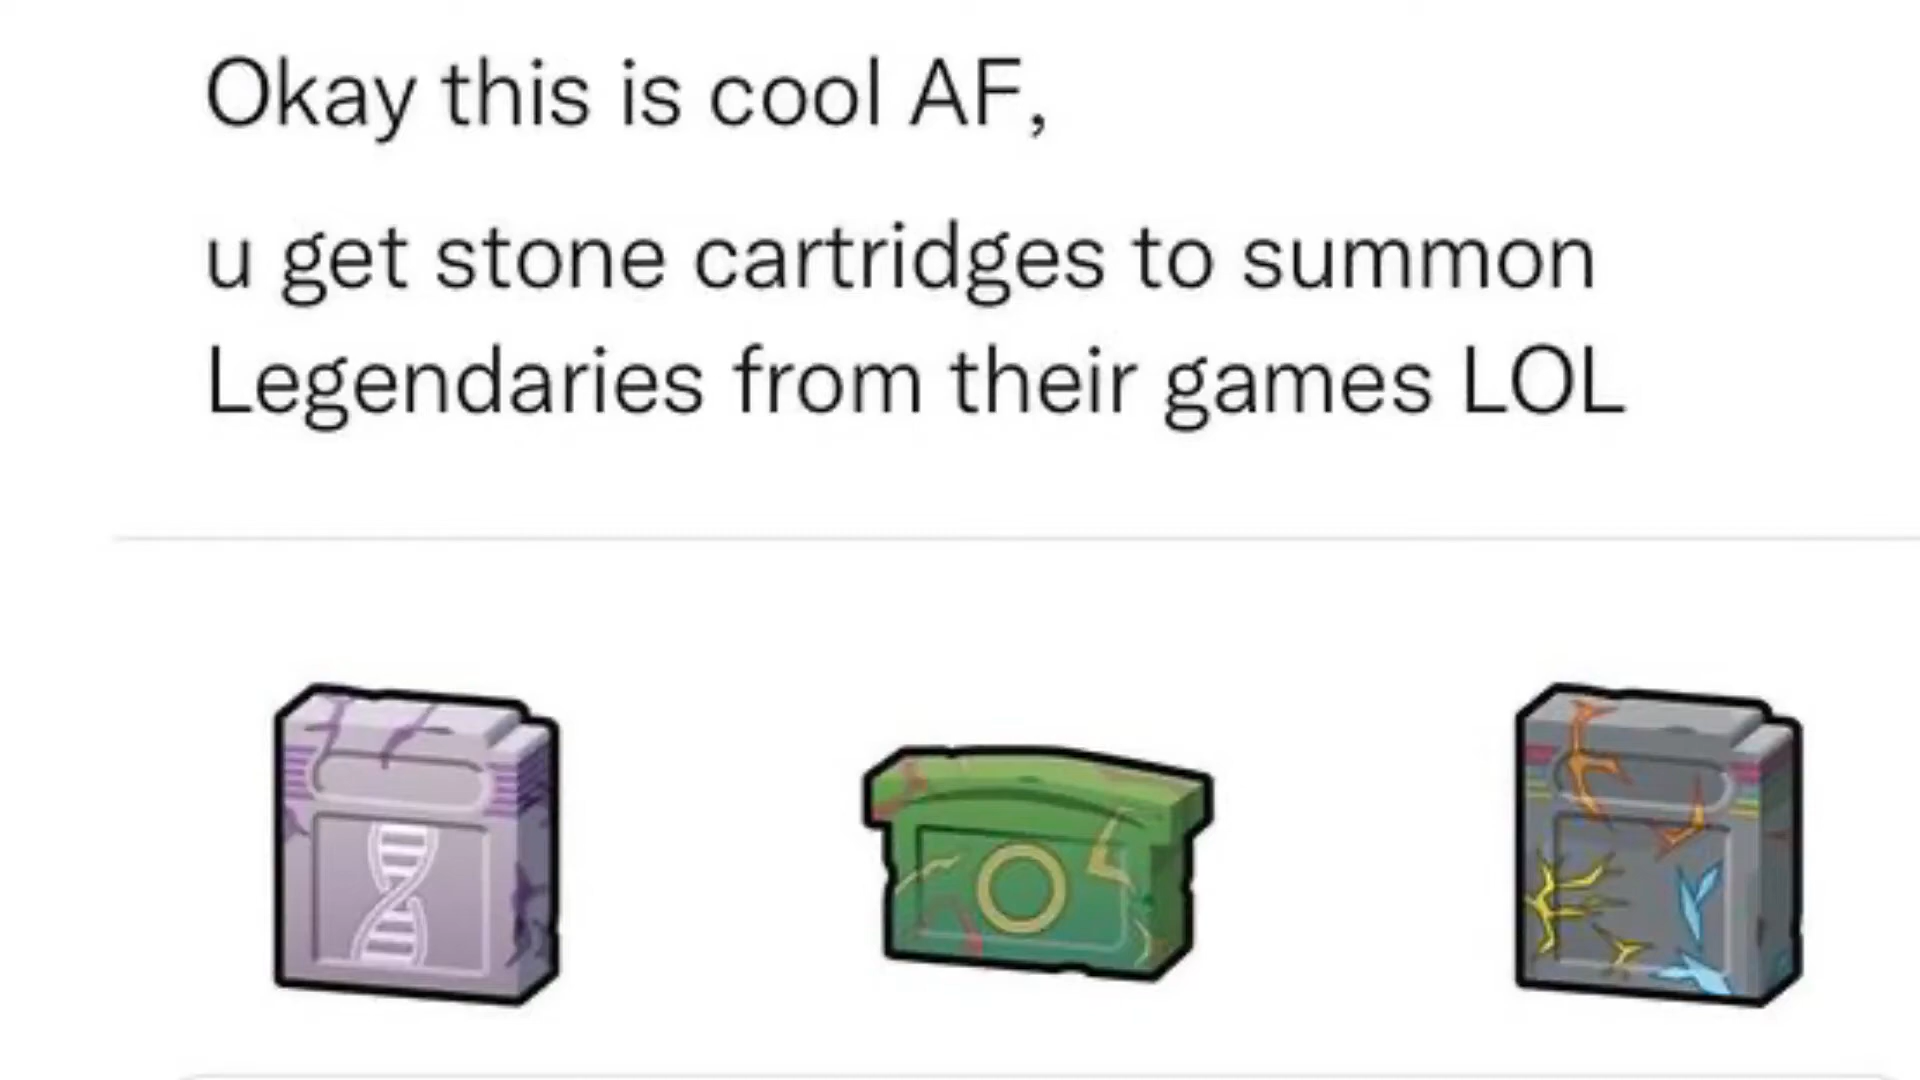 Okay this is cool AF,
u get stone cartridges to summon
Legendaries from their games LOL